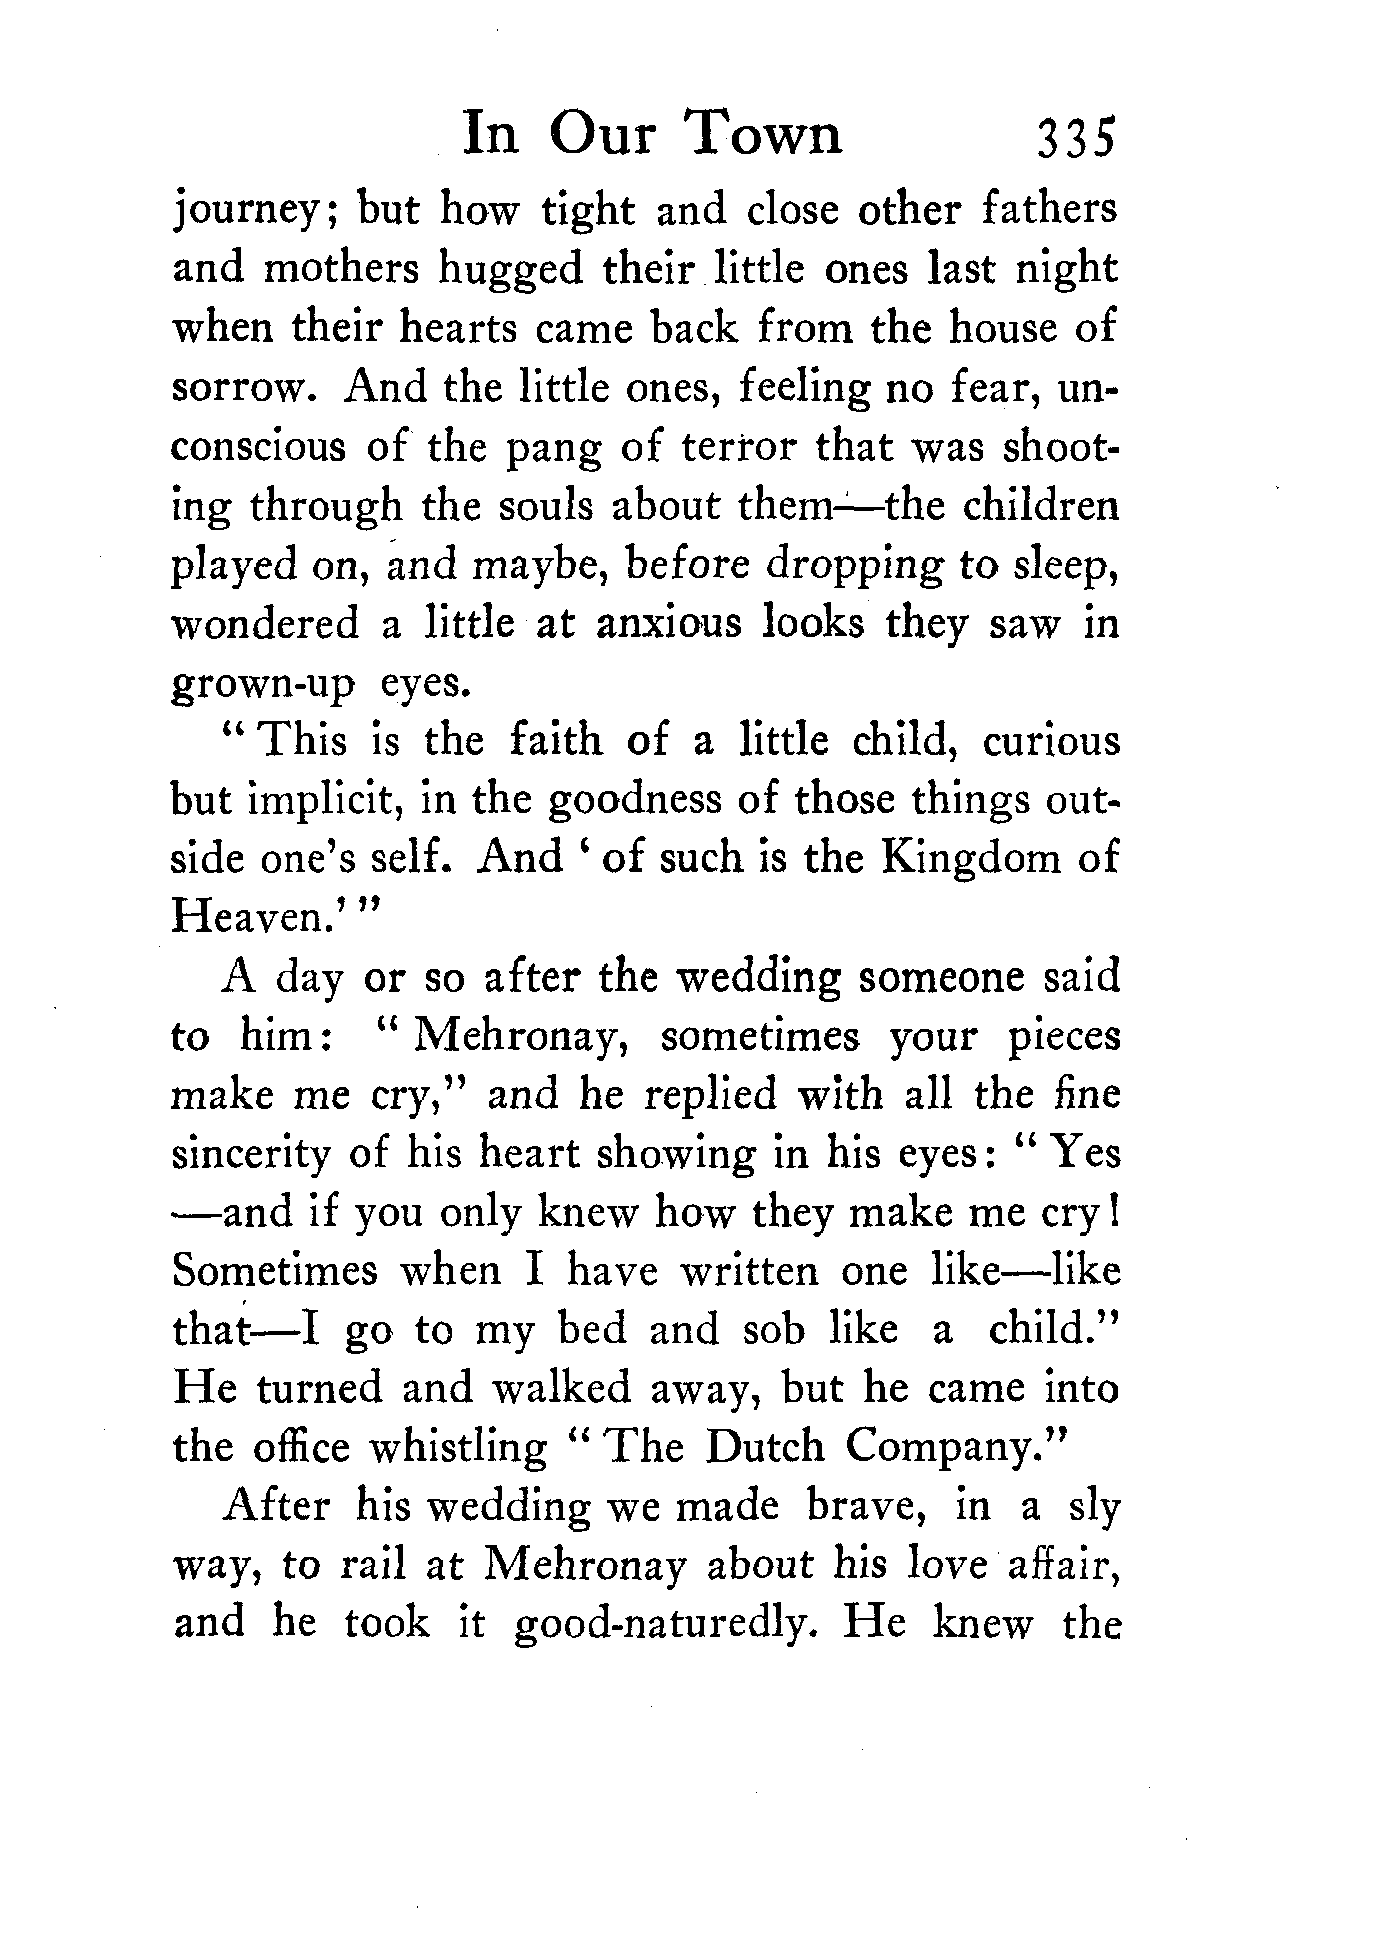 In Our Town 335
journey; but how tight and close other fathers
and mothers hugged their little ones last night
when their hearts came back from the house of
sorrow. And the little ones, feeling no fear, un-
conscious of the pang of terror that was shoot-
ing through the souls about them—the children
played on, and maybe, before dropping to sleep,
wondered a little at anxious looks they saw in
grown-up eyes.
“ This is the faith of a little child, curious
but implicit, in the goodness of those things out-
side one’s self. And ‘ of such is the Kingdom of
Heaven.’ ”
A day or so after the wedding someone said
to him: “ Mehronay, sometimes your pieces
make me cry,” and he replied with all the fine
sincerity of his heart showing in his eyes: “ Yes
—and if you only knew how they make me cry!
Sometimes when I have written one like—like
that—I go to my bed and sob like a child.”
He turned and walked away, but he came into
the office whistling “ The Dutch Company.”
After his wedding we made brave, in a sly
way, to rail at Mehronay about his love affair,
and he took it good-naturedly. He knew the